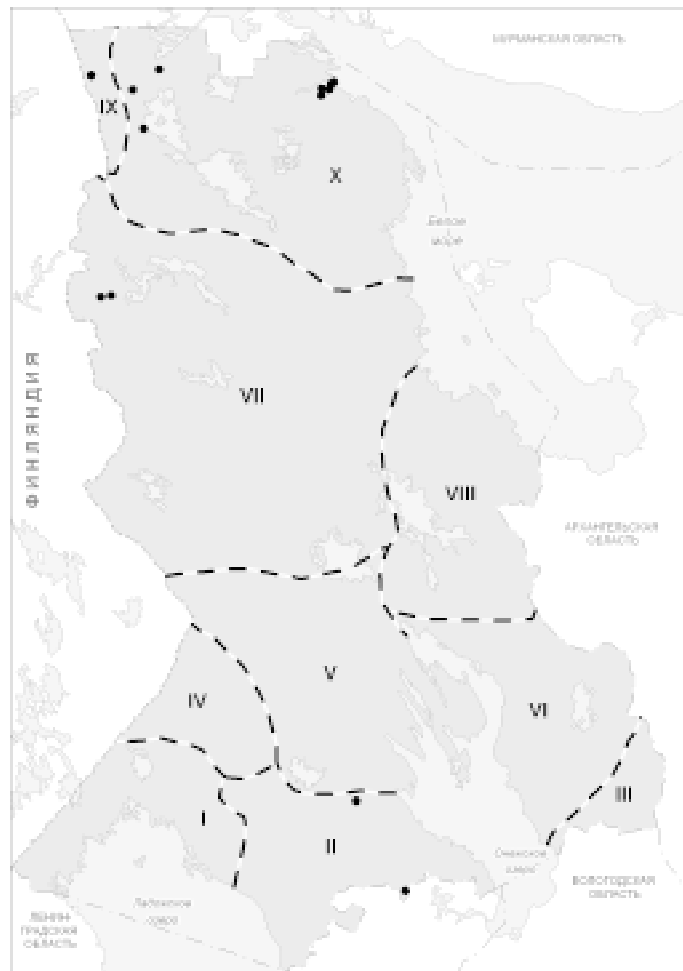 МУРМАНСКАЯ ОБЛАСТЬ
IX
X
Белое
море
ФИНЛЯНДИЯ
VII
VIII
АРХАНГЕЛЬСКАЯ
ОБЛАСТЬ
V
IV
VI
III
I
II
Онежское
озеро
ВОЛОГОДСКАЯ
ОБЛАСТЬ
Ладожское
озеро
ЛЕНИН-
ГРАДСКАЯ
ОБЛАСТЬ